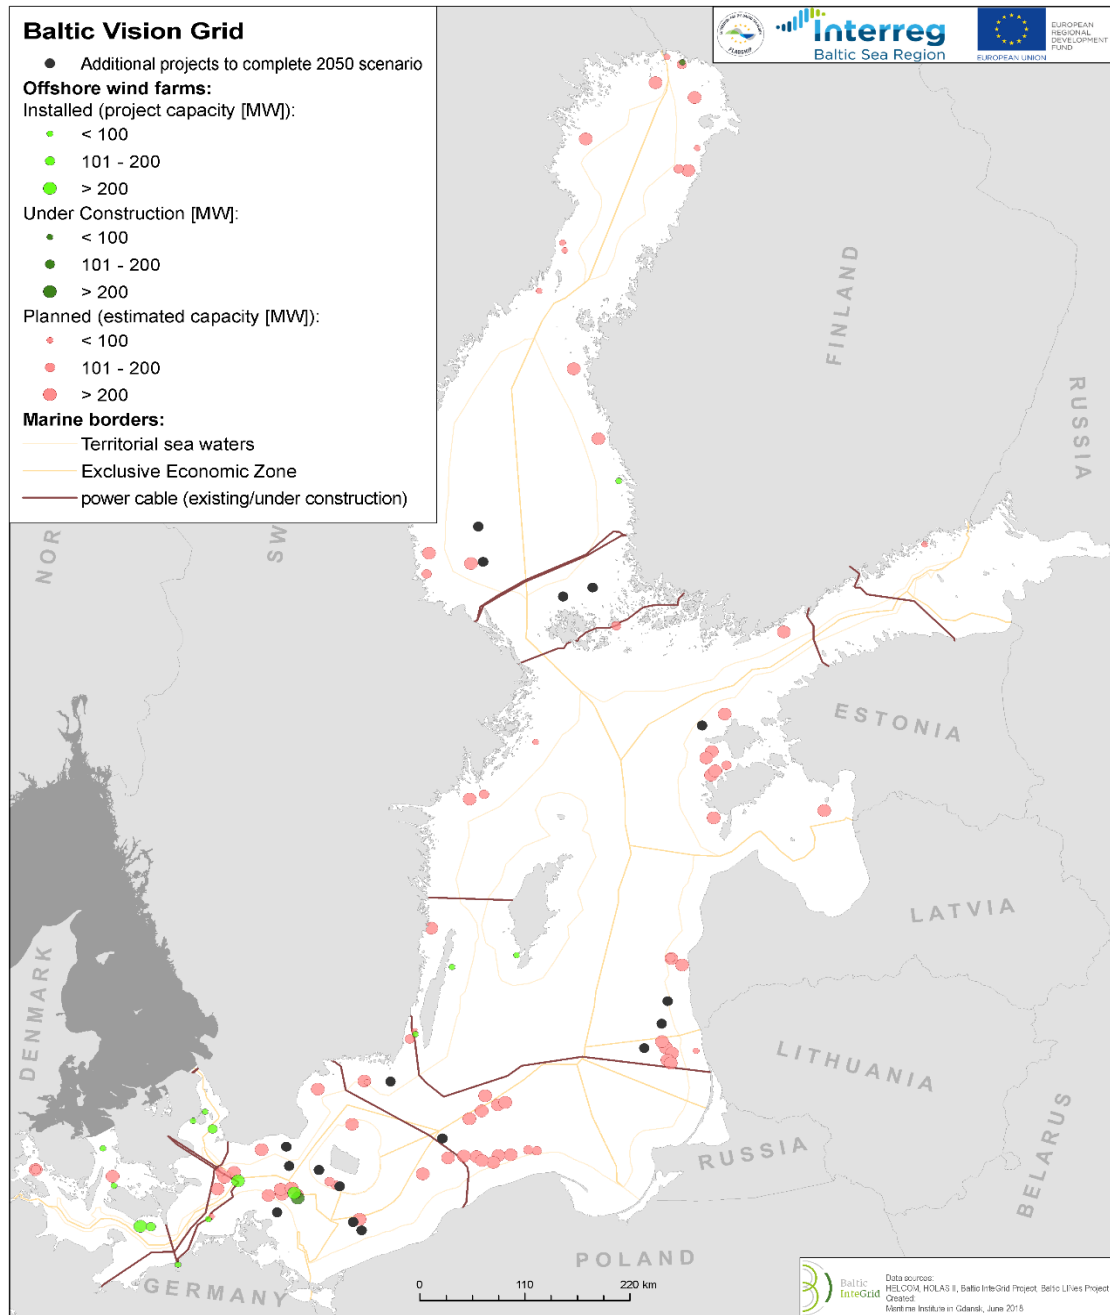 Baltic Vision Grid
Additional projects to complete 2050 scenario
Offshore wind farms:
Installed (project capacity [MW]):
< 100
101 - 200
> 200
Under Construction [MW]:
< 100
101 - 200
> 200
Planned (estimated capacity [MW]):
< 100
101 - 200
> 200
Marine borders:
Territorial sea waters
Exclusive Economic Zone
power cable (existing/under construction)
FLAGSHIP
Interreg
Baltic Sea Region
EUROPEAN UNION
EUROPEAN
REGIONAL
DEVELOPMENT
FUND
FINLAND
RUSSIA
NOR
SW
ESTONIA
LATVIA
DENMARK
LITHUANIA
BELARUS
RUSSIA
POLAND
GERMANY
0 110 220 km
Baltic
InteGrid
Data sources:
HELCOM, HOLAS II, Baltic InteGrid Project, Baltic LINes Project
Created:
Maritime Institute in Gdańsk, June 2018